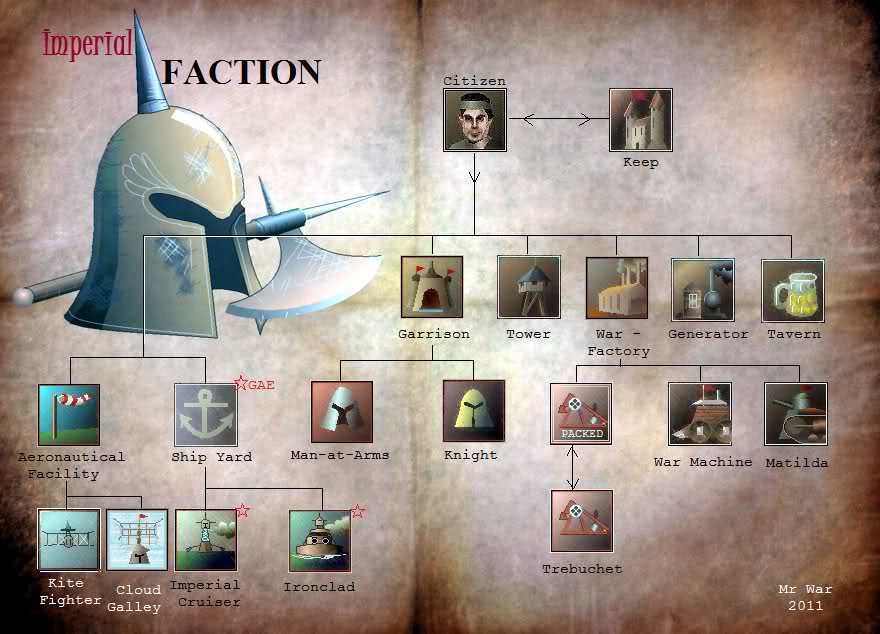 Imperial
FACTION
Citizen
Keep
Garrison
Tower
War -
Factory
Generator
Tavern
GAE
Aeronautical
Facility
Ship Yard
Man-at-Arms
Knight
PACKED
War Machine
Matilda
Kite
Fighter
Cloud
Galley
Imperial
Cruiser
Ironclad
Trebuchet
Mr War
2011